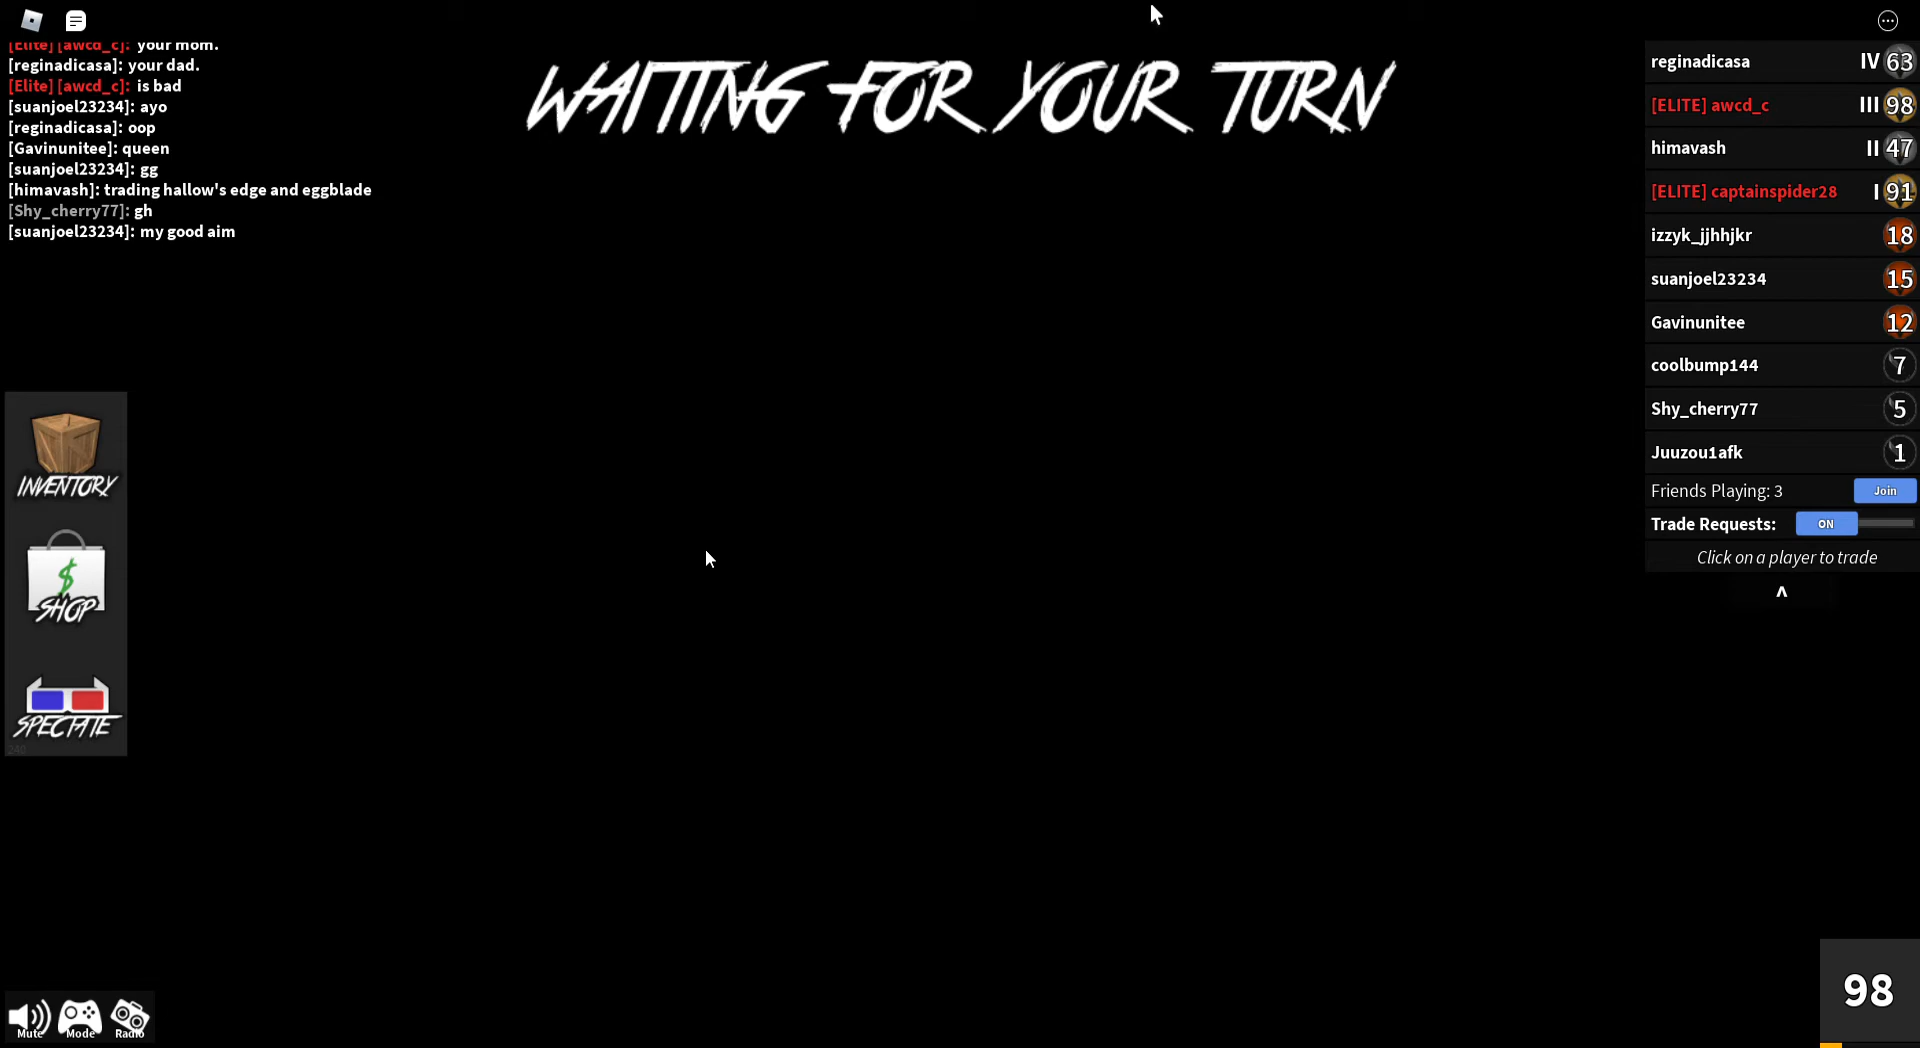 [Elite] [awcd_c]: your mom.
[reginadicasa]: your dad.
[Elite] [awcd_c]: is bad
[suanjoel23234]: ayo
[reginadicasa]: oop
[Gavinunitee]: queen
[suanjoel23234]: gg
[himavash]: trading hallow's edge and eggblade
[Shy_cherry77]: gh
[suanjoel23234]: my good aim
WAITING FOR YOUR TURN
reginadicasa IV 63
[ELITE] awcd_c III 98
himavash II 47
[ELITE] captainspider28 I 91
izzyk_jjhhjkr 18
suanjoel23234 15
Gavinunitee 12
coolbump144 7
Shy_cherry77 5
Juuzou1afk 1
Friends Playing: 3 Join
Trade Requests: ON
Click on a player to trade
^
INVENTORY
$
SHOP
SPECTATE
240
Mute Mode Radio
98